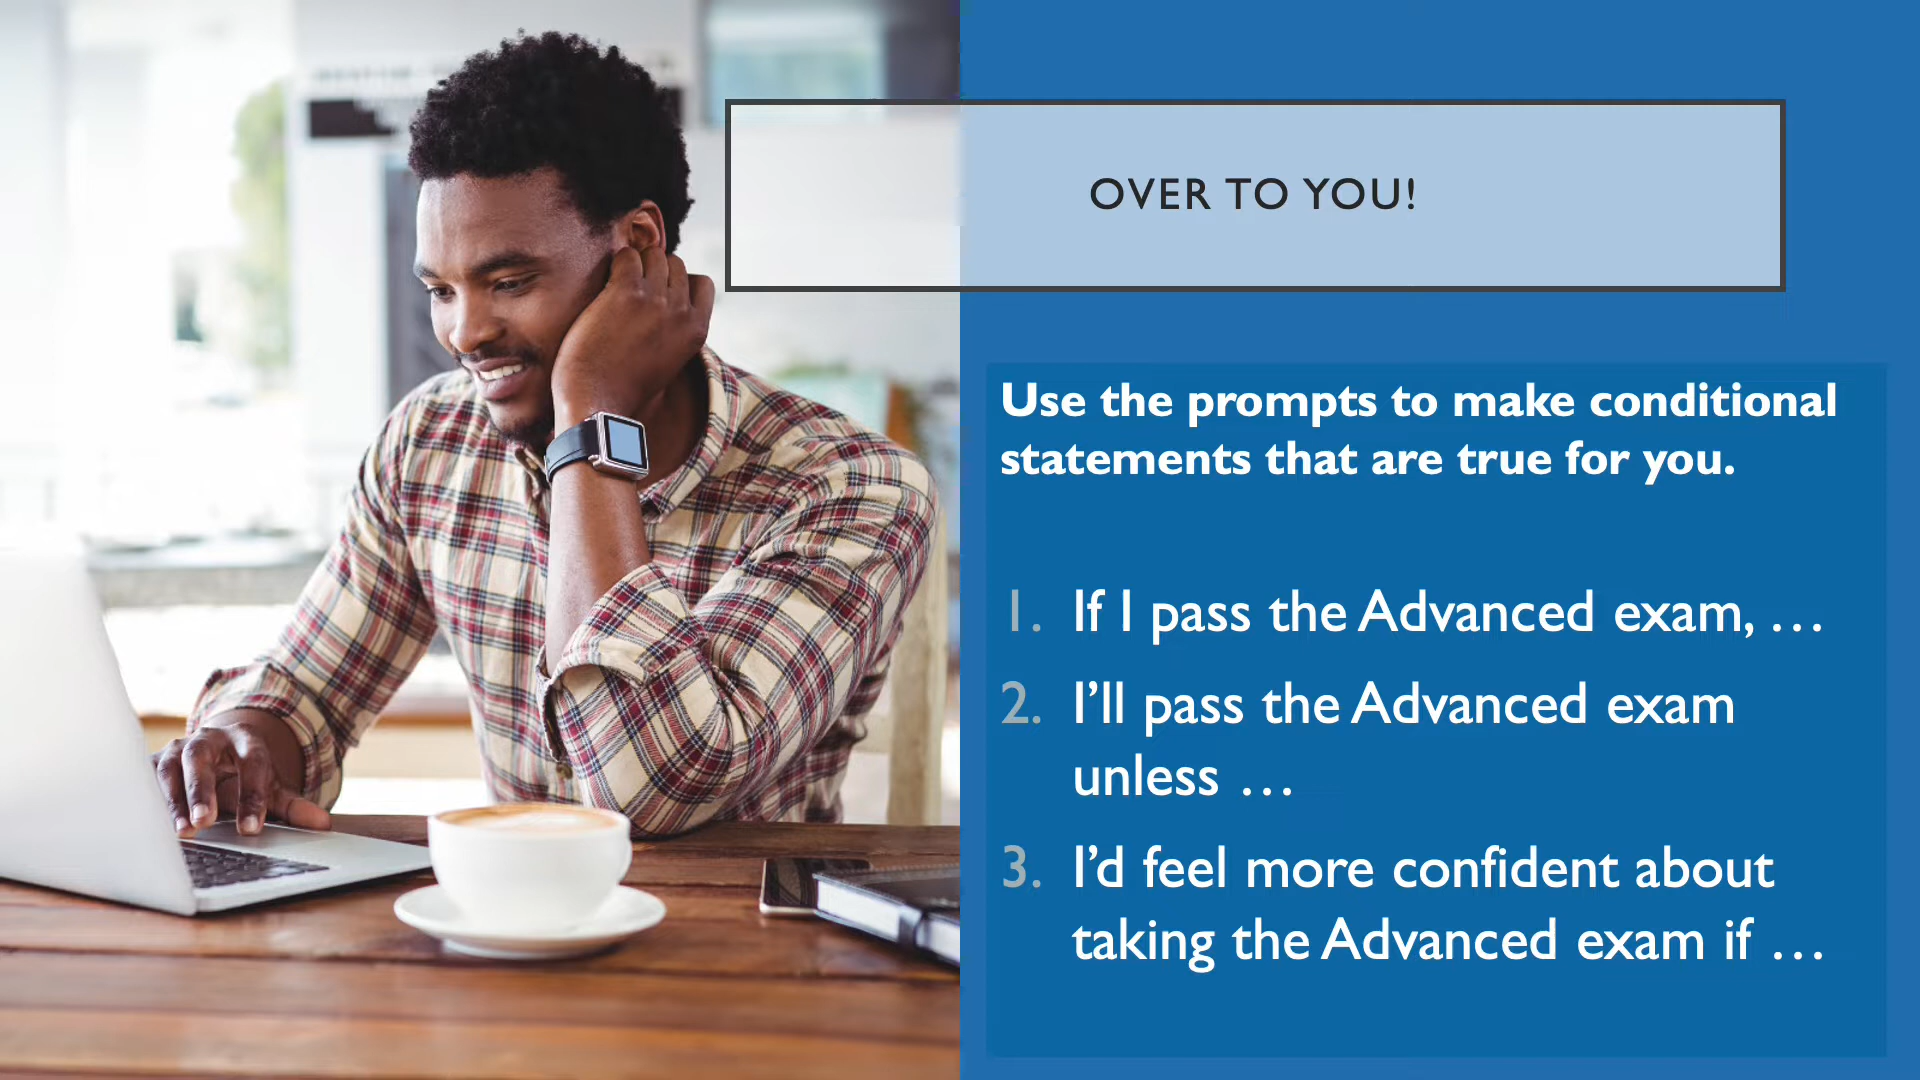 OVER TO YOU!
Use the prompts to make conditional
statements that are true for you.
1. If I pass the Advanced exam, …
2. I’ll pass the Advanced exam
unless …
3. I’d feel more confident about
taking the Advanced exam if …